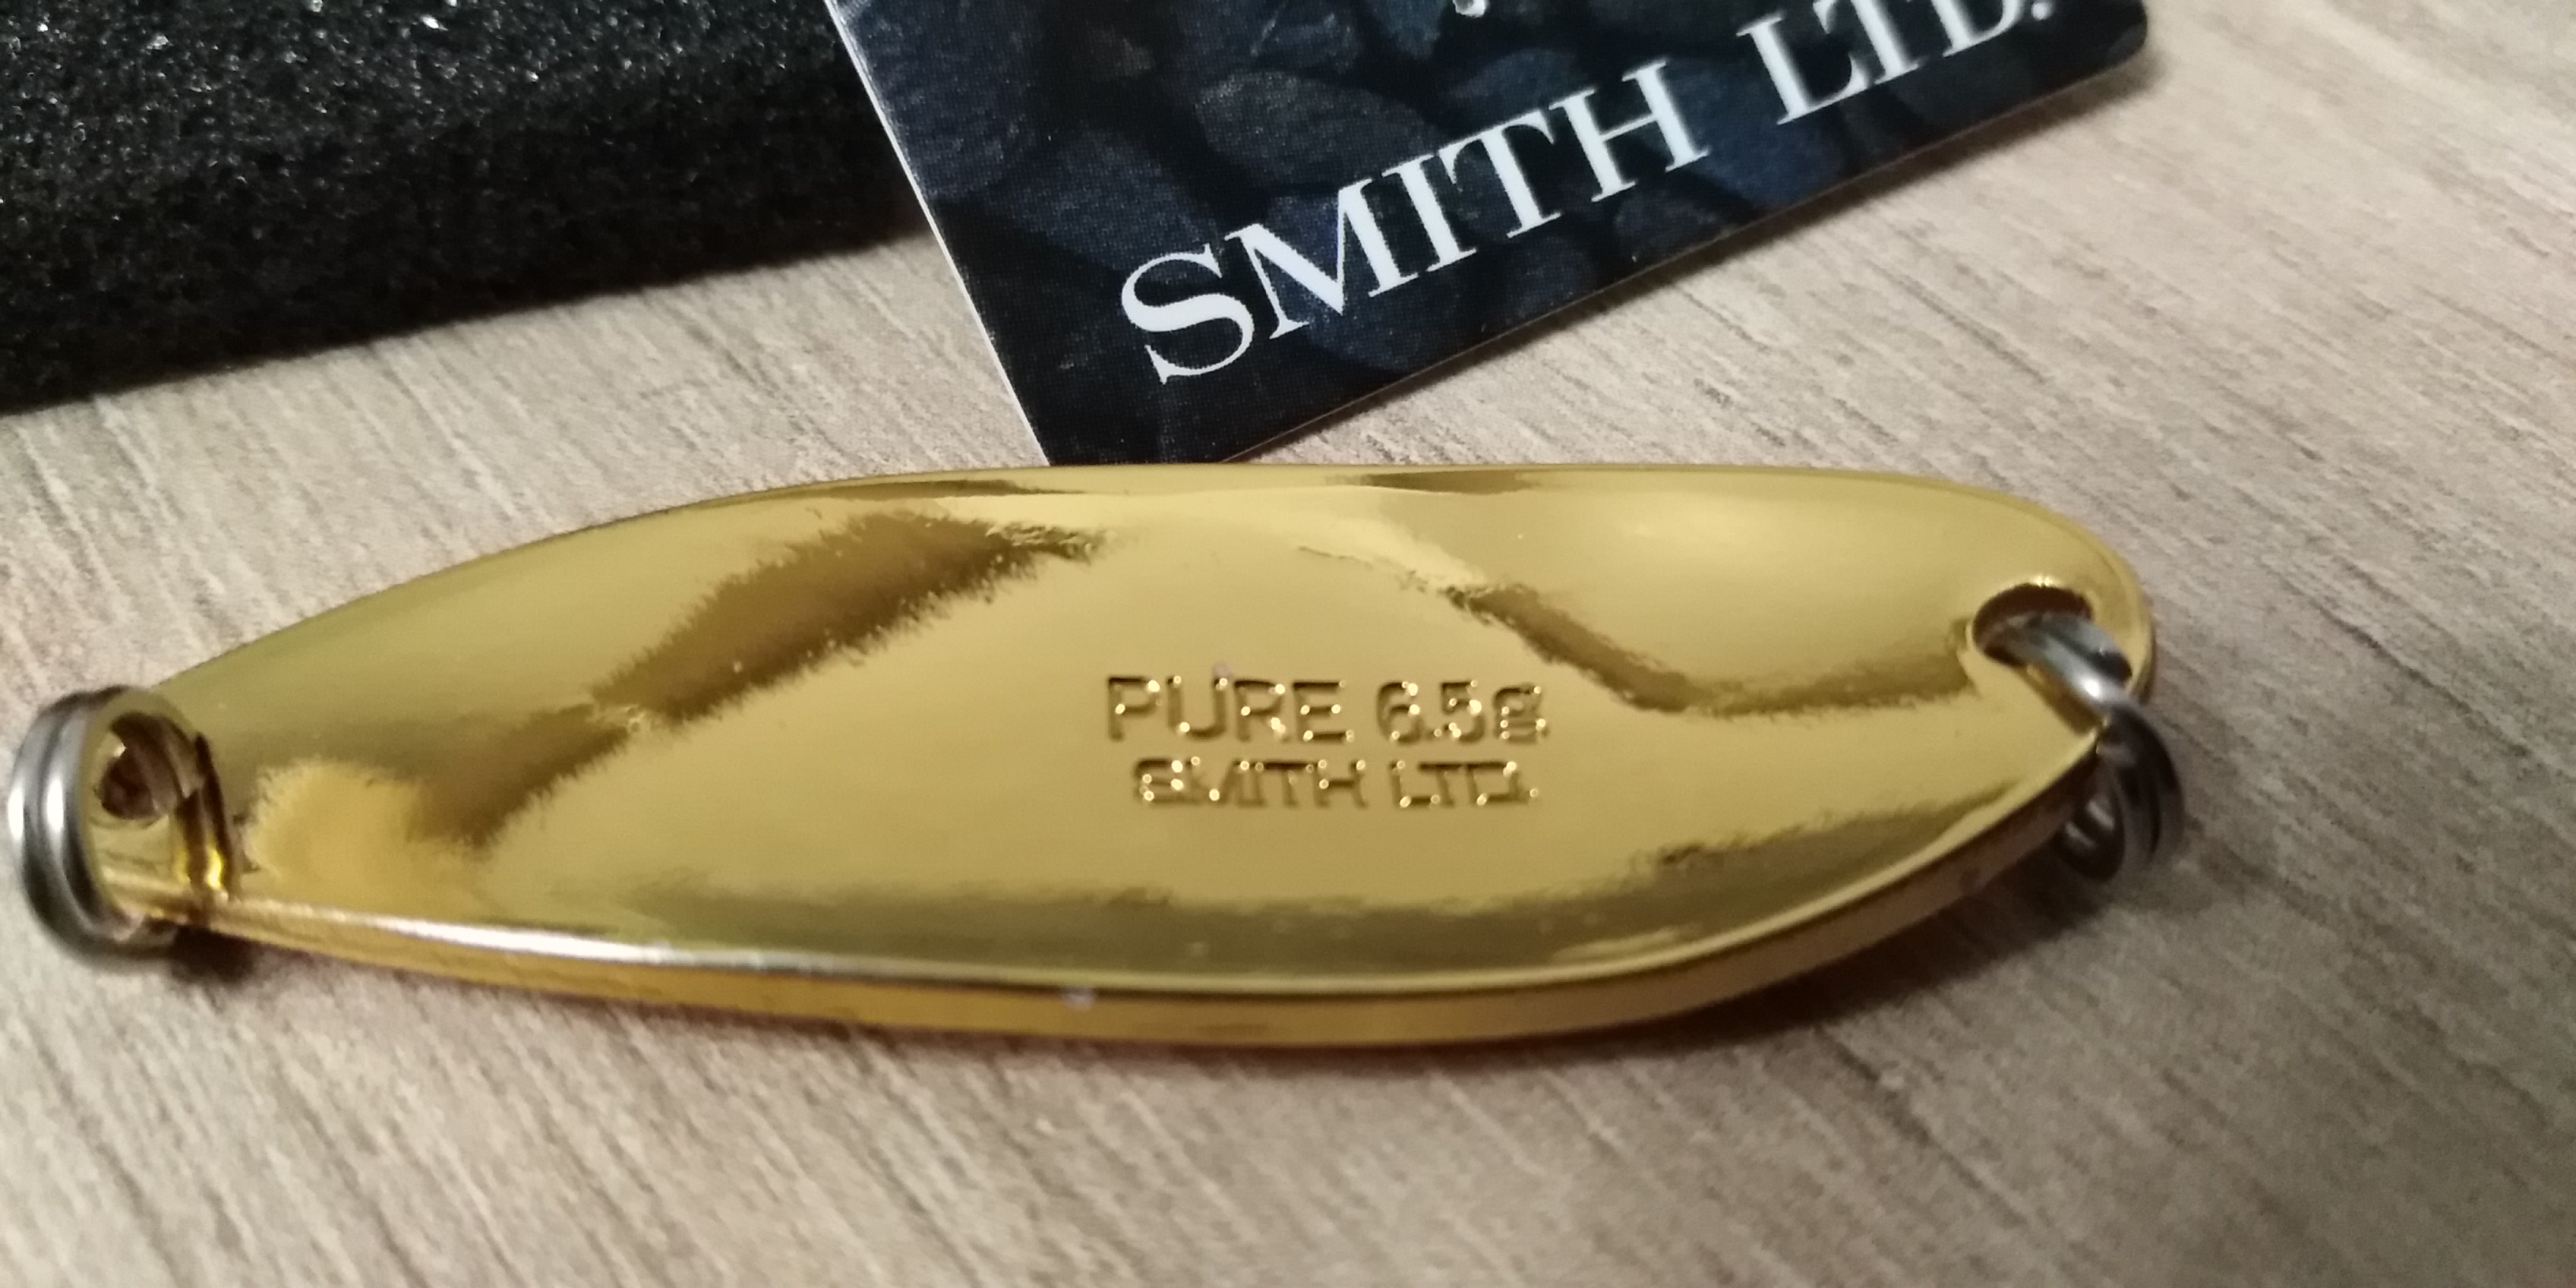 SMITH LTD.
PURE 6.5g
SMITH LTD.